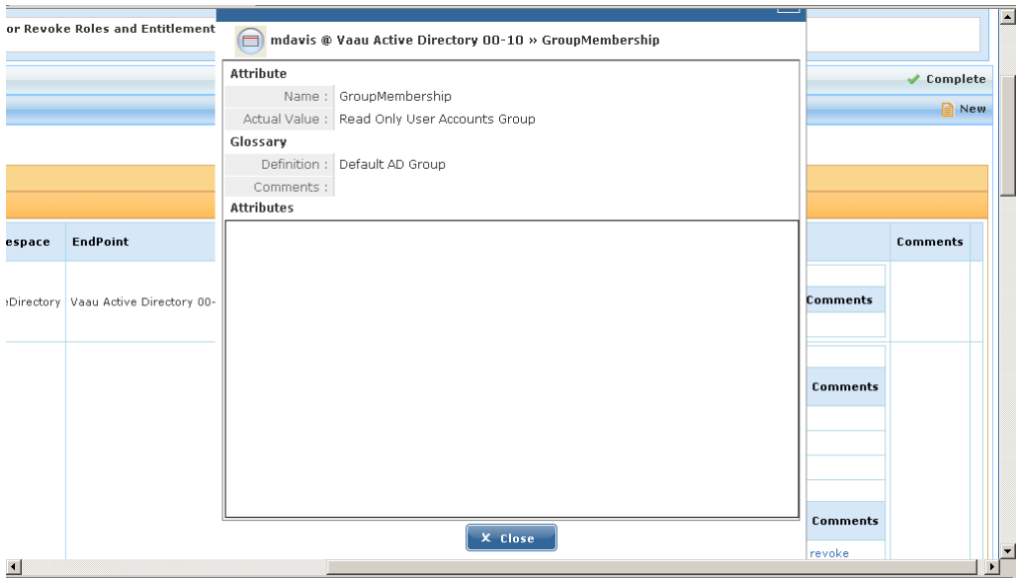 or Revoke Roles and Entitlement
mdavis @ Vaau Active Directory 00-10 » GroupMembership
Attribute
Name : GroupMembership
Actual Value : Read Only User Accounts Group
Glossary
Definition : Default AD Group
Comments :
Attributes
Complete
New
espace EndPoint Comments
Directory Vaau Active Directory 00- Comments
Comments
Comments
revoke
x Close